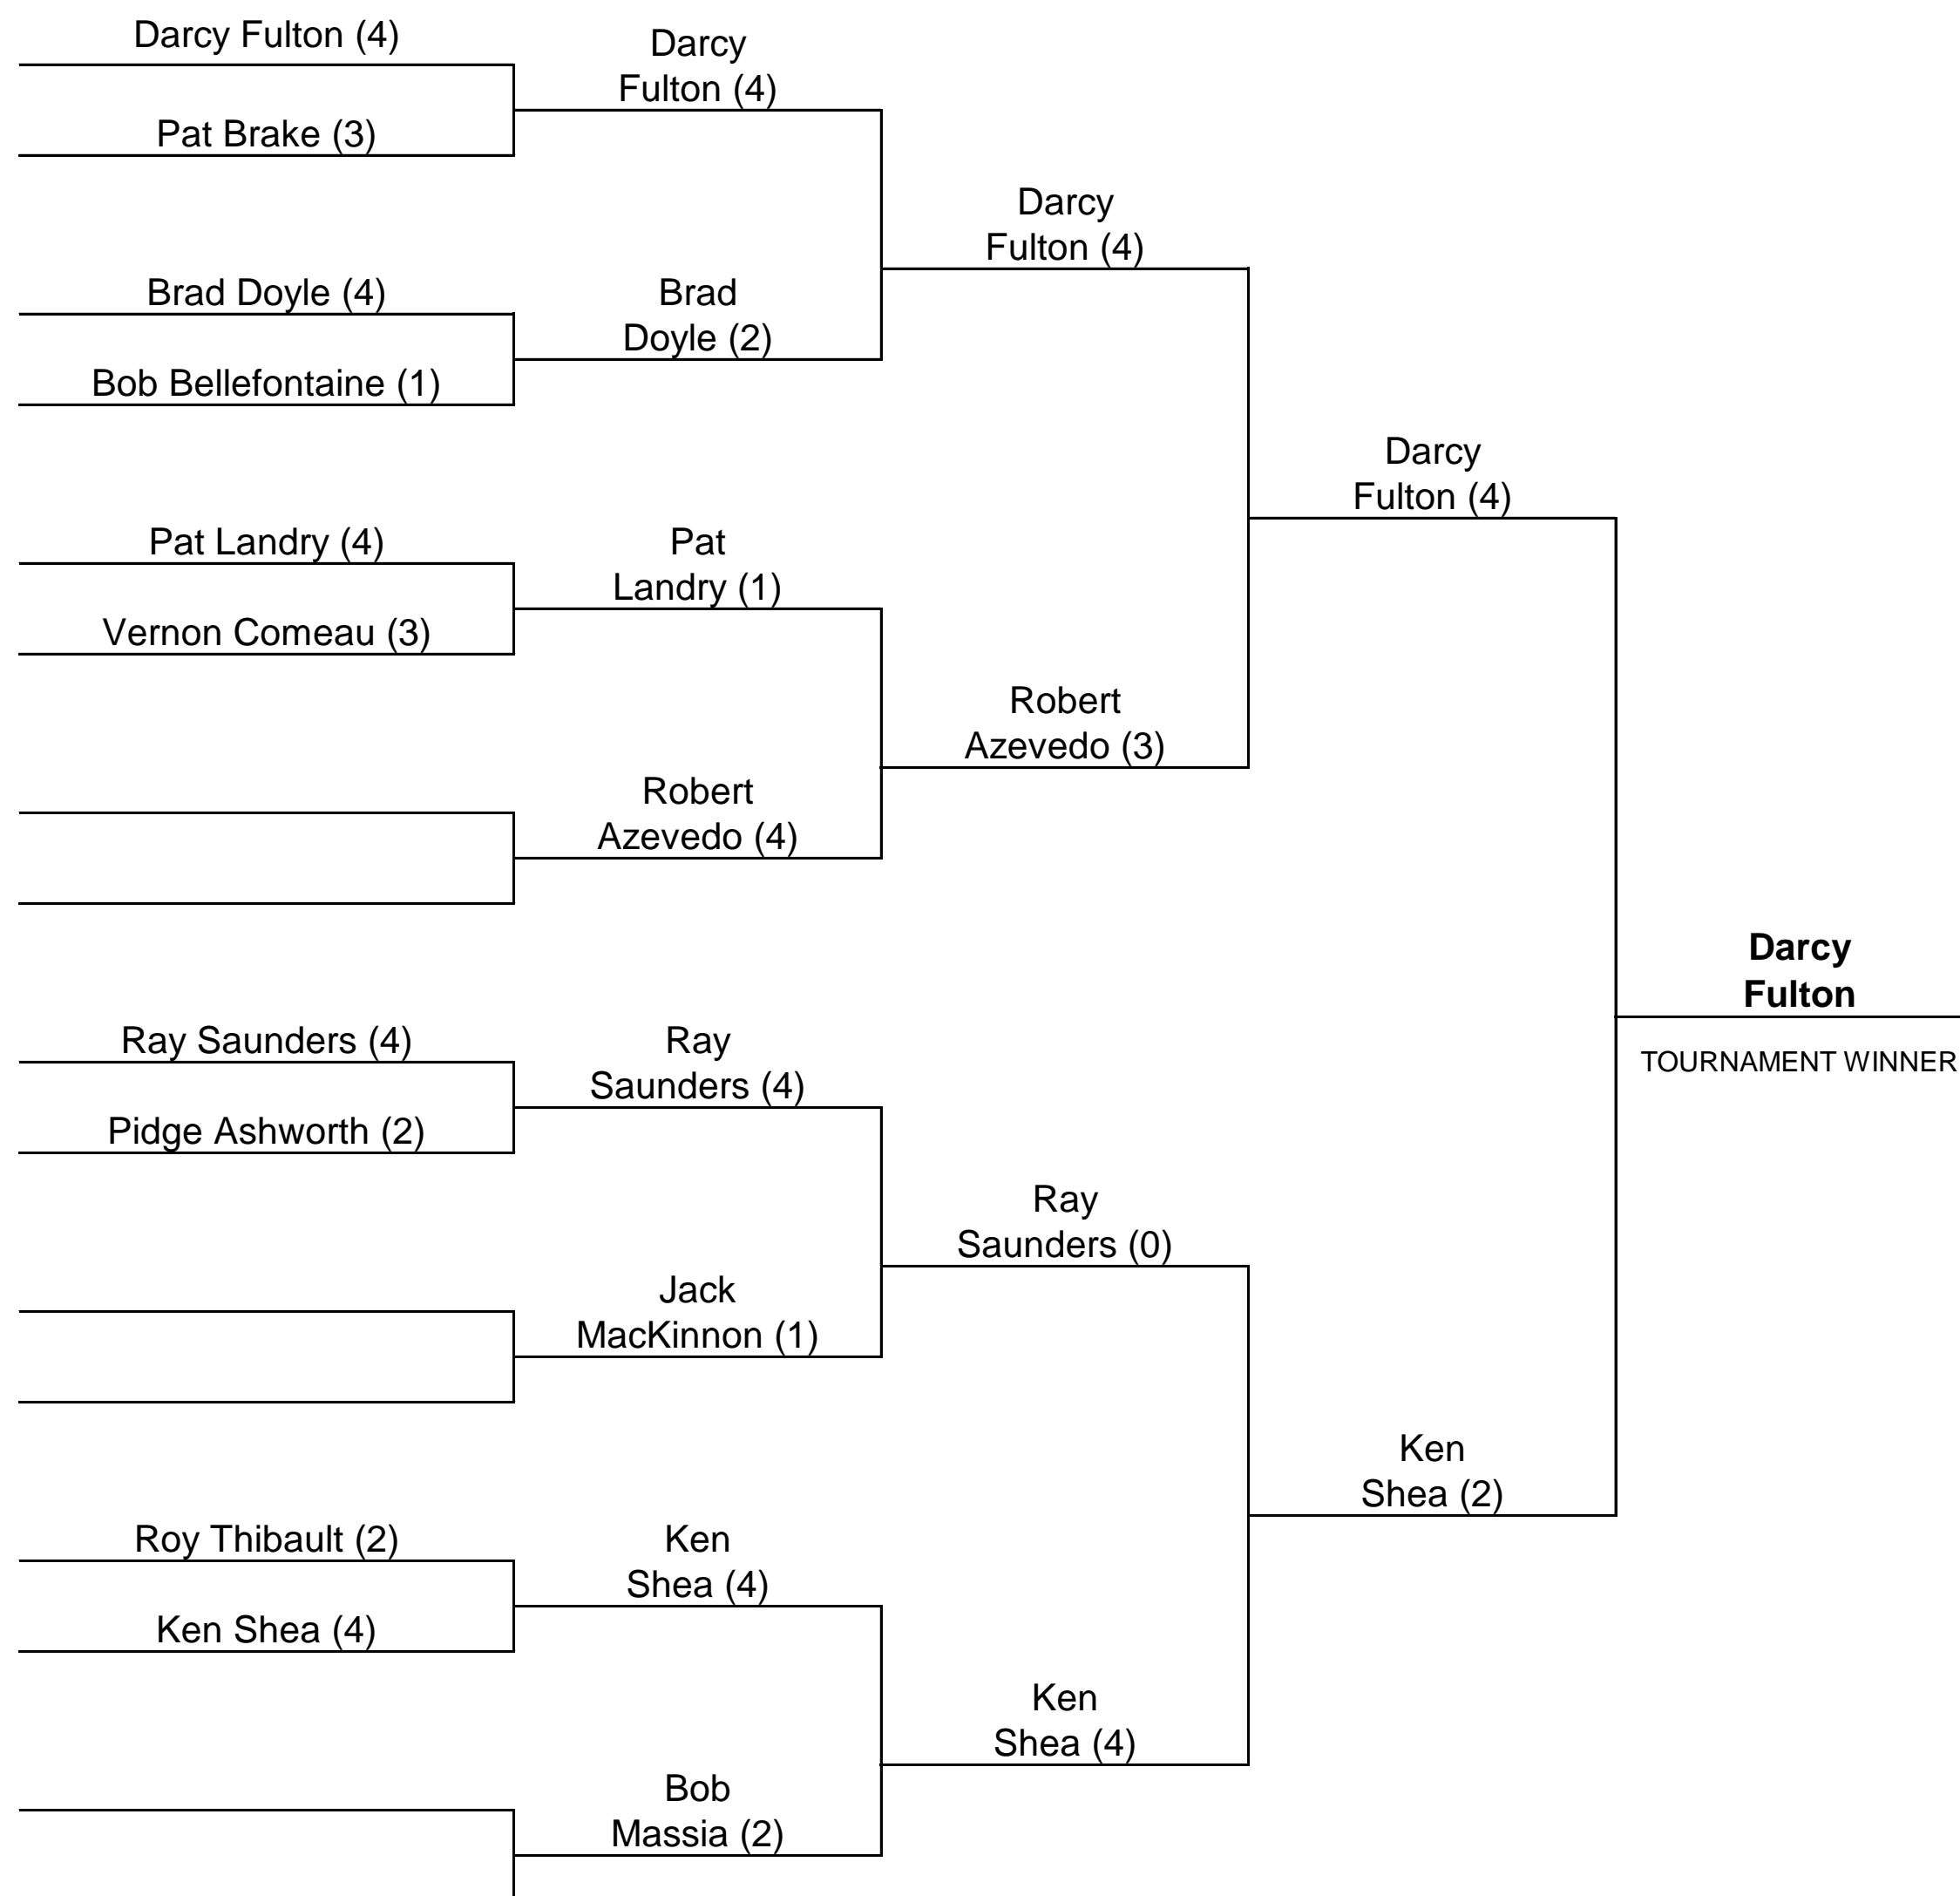 Darcy Fulton (4)
Pat Brake (3)
Brad Doyle (4)
Bob Bellefontaine (1)
Pat Landry (4)
Vernon Comeau (3)
Ray Saunders (4)
Pidge Ashworth (2)
Roy Thibault (2)
Ken Shea (4)
Darcy
Fulton (4)
Brad
Doyle (2)
Pat
Landry (1)
Robert
Azevedo (4)
Ray
Saunders (4)
Jack
MacKinnon (1)
Ken
Shea (4)
Bob
Massia (2)
Darcy
Fulton (4)
Robert
Azevedo (3)
Ray
Saunders (0)
Ken
Shea (4)
Darcy
Fulton (4)
Ken
Shea (2)
Darcy
Fulton
TOURNAMENT WINNER